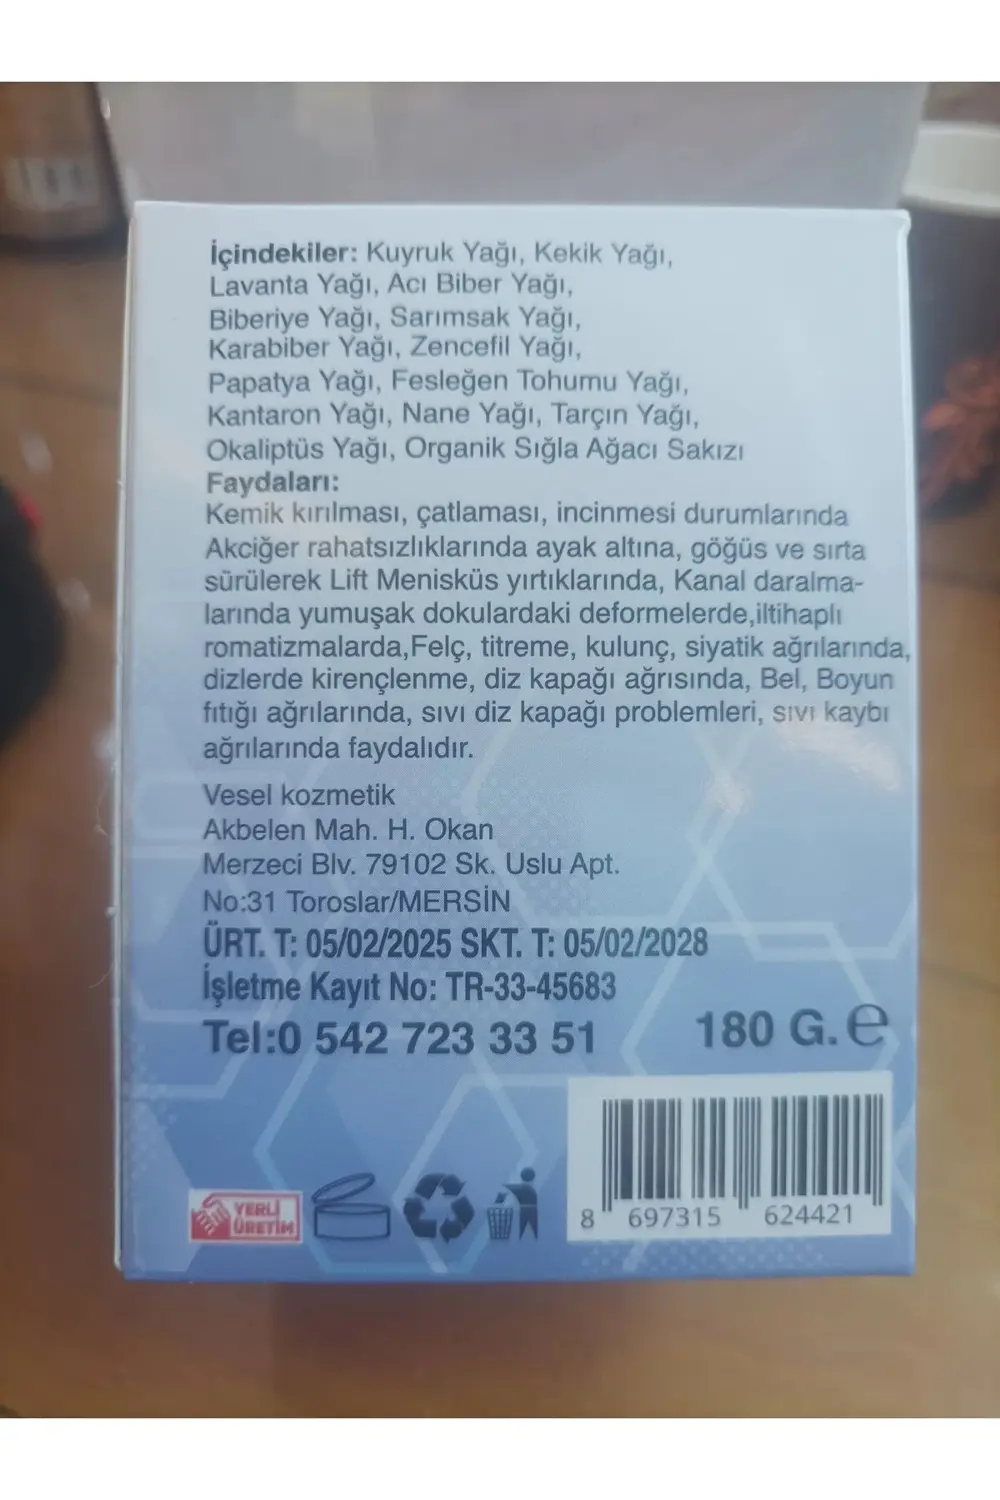 İçindekiler: Kuyruk Yağı, Kekik Yağı,
Lavanta Yağı, Acı Biber Yağı,
Biberiye Yağı, Sarımsak Yağı,
Karabiber Yağı, Zencefil Yağı,
Papatya Yağı, Fesleğen Tohumu Yağı,
Kantaron Yağı, Nane Yağı, Tarçın Yağı,
Okaliptüs Yağı, Organik Sığla Ağacı Sakızı
Faydaları:
Kemik kırılması, çatlaması, incinmesi durumlarında
Akciğer rahatsızlıklarında ayak altına, göğüs ve sırta
sürülerek Lift Menisküs yırtıklarında, Kanal daralma-
larında yumuşak dokulardaki deformelerde,iltihaplı
romatizmalarda,Felç, titreme, kulunç, siyatik ağrılarında,
dizlerde kirençlenme, diz kapağı ağrısında, Bel, Boyun
fıtığı ağrılarında, sıvı diz kapağı problemleri, sıvı kaybı
ağrılarında faydalıdır.
Vesel kozmetik
Akbelen Mah. H. Okan
Merzeci Blv. 79102 Sk. Uslu Apt.
No:31 Toroslar/MERSİN
ÜRT. T: 05/02/2025 SKT. T: 05/02/2028
İşletme Kayıt No: TR-33-45683
Tel:0 542 723 33 51
180 G. ℮
YERLİ
ÜRETİM
8 697315 624421